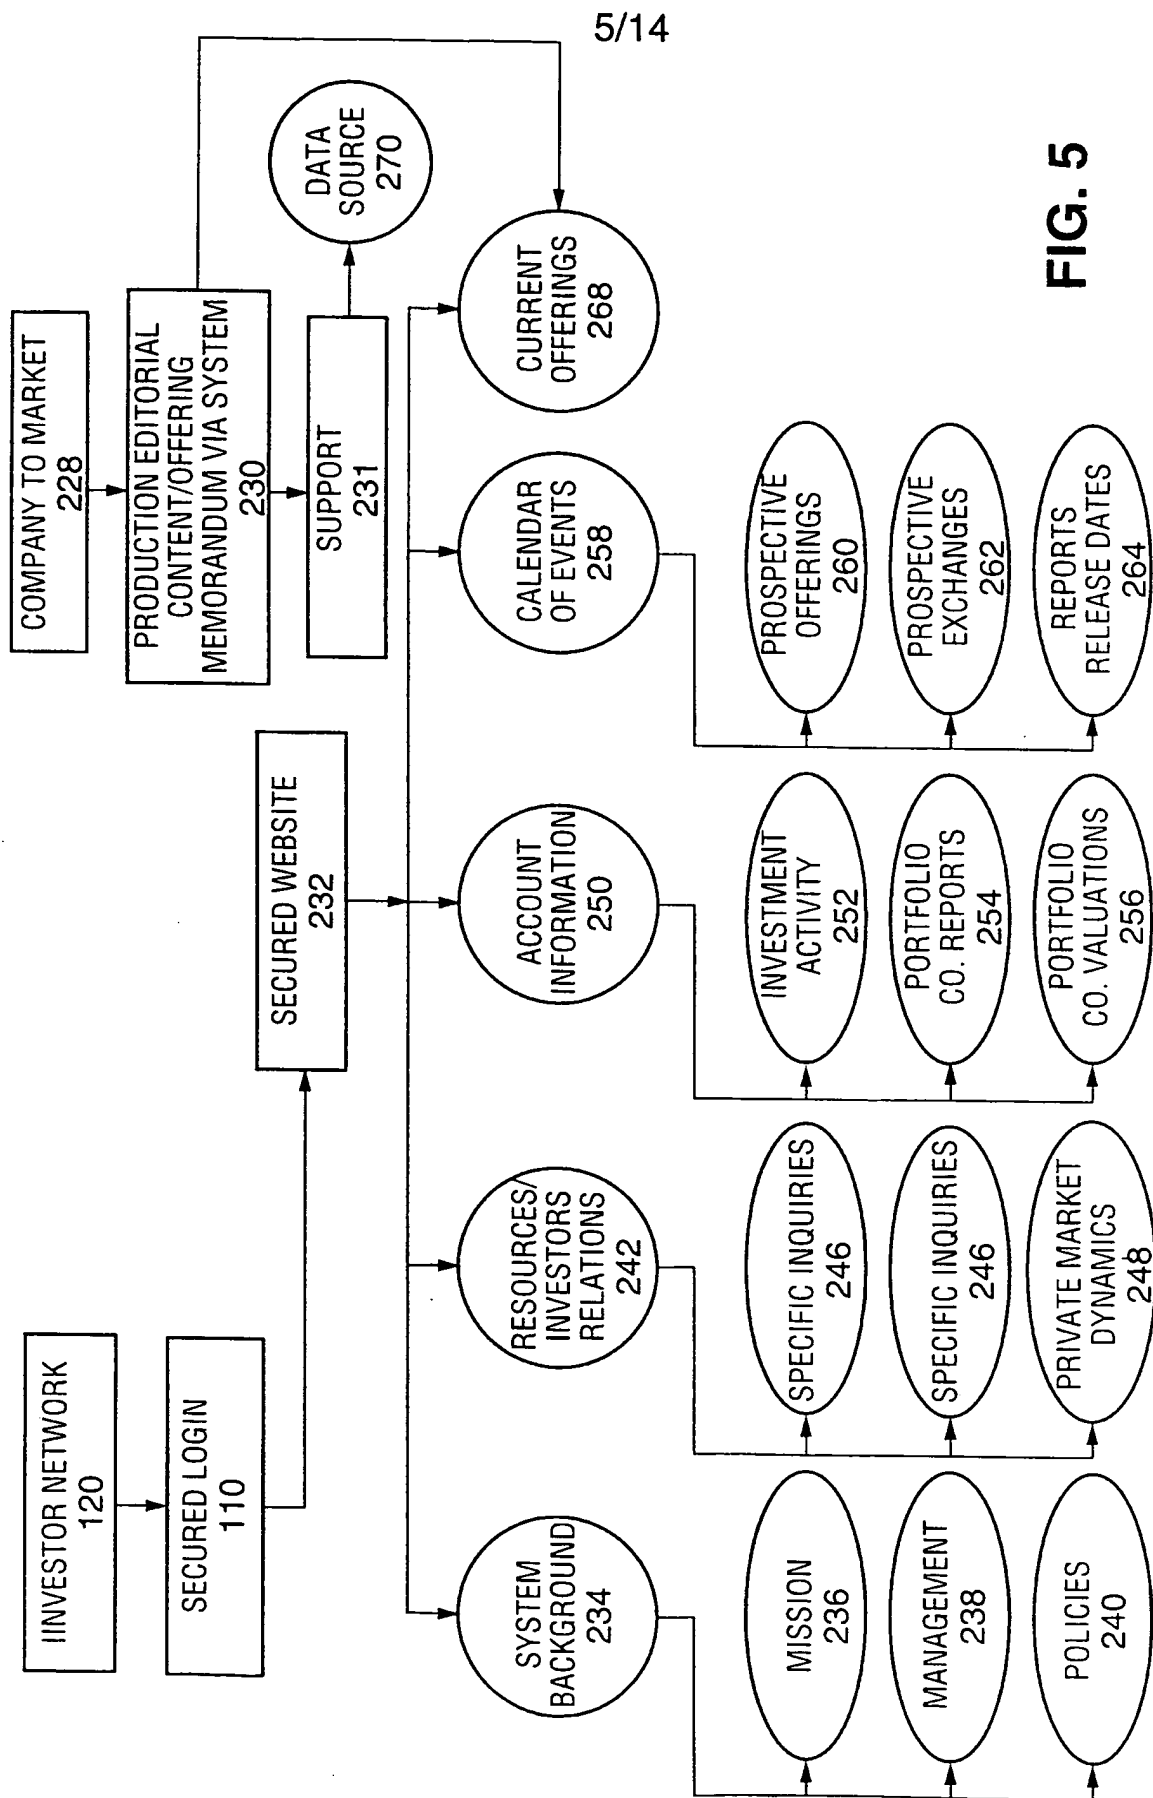 5/14
IINVESTOR NETWORK
120
SECURED LOGIN
110
COMPANY TO MARKET
228
PRODUCTION EDITORIAL
CONTENT/OFFERING
MEMORANDUM VIA SYSTEM
230
SUPPORT
231
DATA
SOURCE
270
SECURED WEBSITE
232
SYSTEM
BACKGROUND
234
RESOURCES/
INVESTORS
RELATIONS
242
ACCOUNT
INFORMATION
250
CALENDAR
OF EVENTS
258
CURRENT
OFFERINGS
268
MISSION
236
MANAGEMENT
238
POLICIES
240
SPECIFIC INQUIRIES
246
SPECIFIC INQUIRIES
246
PRIVATE MARKET
DYNAMICS
248
INVESTMENT
ACTIVITY
252
PORTFOLIO
CO. REPORTS
254
PORTFOLIO
CO. VALUATIONS
256
PROSPECTIVE
OFFERINGS
260
PROSPECTIVE
EXCHANGES
262
REPORTS
RELEASE DATES
264
FIG. 5